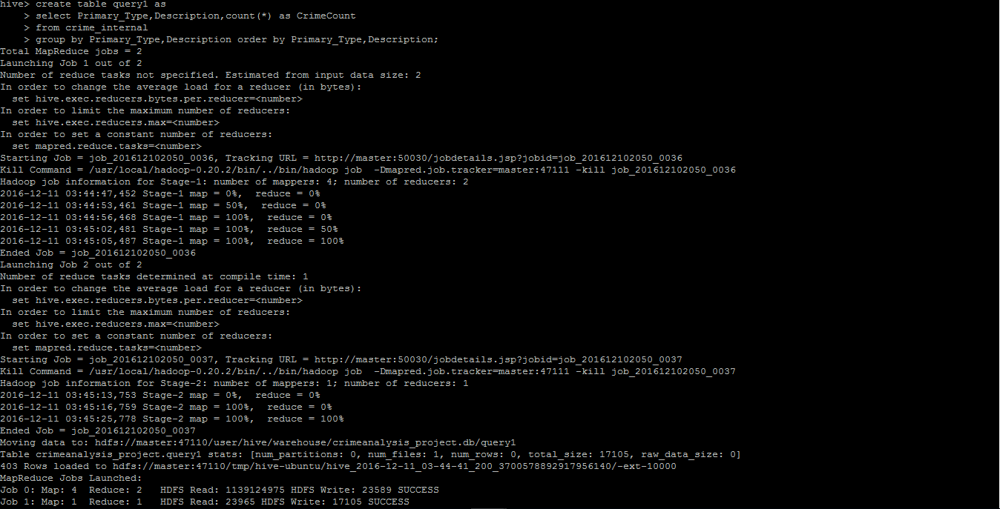 hive> create table query1 as
    > select Primary_Type,Description,count(*) as CrimeCount
    > from crime_internal
    > group by Primary_Type,Description order by Primary_Type,Description;
Total MapReduce jobs = 2
Launching Job 1 out of 2
Number of reduce tasks not specified. Estimated from input data size: 2
In order to change the average load for a reducer (in bytes):
  set hive.exec.reducers.bytes.per.reducer=<number>
In order to limit the maximum number of reducers:
  set hive.exec.reducers.max=<number>
In order to set a constant number of reducers:
  set mapred.reduce.tasks=<number>
Starting Job = job_201612102050_0036, Tracking URL = http://master:50030/jobdetails.jsp?jobid=job_201612102050_0036
Kill Command = /usr/local/hadoop-0.20.2/bin/../bin/hadoop job  -Dmapred.job.tracker=master:47111 -kill job_201612102050_0036
Hadoop job information for Stage-1: number of mappers: 4; number of reducers: 2
2016-12-11 03:44:47,452 Stage-1 map = 0%,  reduce = 0%
2016-12-11 03:44:53,461 Stage-1 map = 50%,  reduce = 0%
2016-12-11 03:44:56,468 Stage-1 map = 100%,  reduce = 0%
2016-12-11 03:45:02,481 Stage-1 map = 100%,  reduce = 50%
2016-12-11 03:45:05,487 Stage-1 map = 100%,  reduce = 100%
Ended Job = job_201612102050_0036
Launching Job 2 out of 2
Number of reduce tasks determined at compile time: 1
In order to change the average load for a reducer (in bytes):
  set hive.exec.reducers.bytes.per.reducer=<number>
In order to limit the maximum number of reducers:
  set hive.exec.reducers.max=<number>
In order to set a constant number of reducers:
  set mapred.reduce.tasks=<number>
Starting Job = job_201612102050_0037, Tracking URL = http://master:50030/jobdetails.jsp?jobid=job_201612102050_0037
Kill Command = /usr/local/hadoop-0.20.2/bin/../bin/hadoop job  -Dmapred.job.tracker=master:47111 -kill job_201612102050_0037
Hadoop job information for Stage-2: number of mappers: 1; number of reducers: 1
2016-12-11 03:45:13,753 Stage-2 map = 0%,  reduce = 0%
2016-12-11 03:45:16,759 Stage-2 map = 100%,  reduce = 0%
2016-12-11 03:45:25,778 Stage-2 map = 100%,  reduce = 100%
Ended Job = job_201612102050_0037
Moving data to: hdfs://master:47110/user/hive/warehouse/crimeanalysis_project.db/query1
Table crimeanalysis_project.query1 stats: [num_partitions: 0, num_files: 1, num_rows: 0, total_size: 17105, raw_data_size: 0]
403 Rows loaded to hdfs://master:47110/tmp/hive-ubuntu/hive_2016-12-11_03-44-41_200_3700578892917956140/-ext-10000
MapReduce Jobs Launched:
Job 0: Map: 4  Reduce: 2   HDFS Read: 1139124975 HDFS Write: 23589 SUCCESS
Job 1: Map: 1  Reduce: 1   HDFS Read: 23965 HDFS Write: 17105 SUCCESS